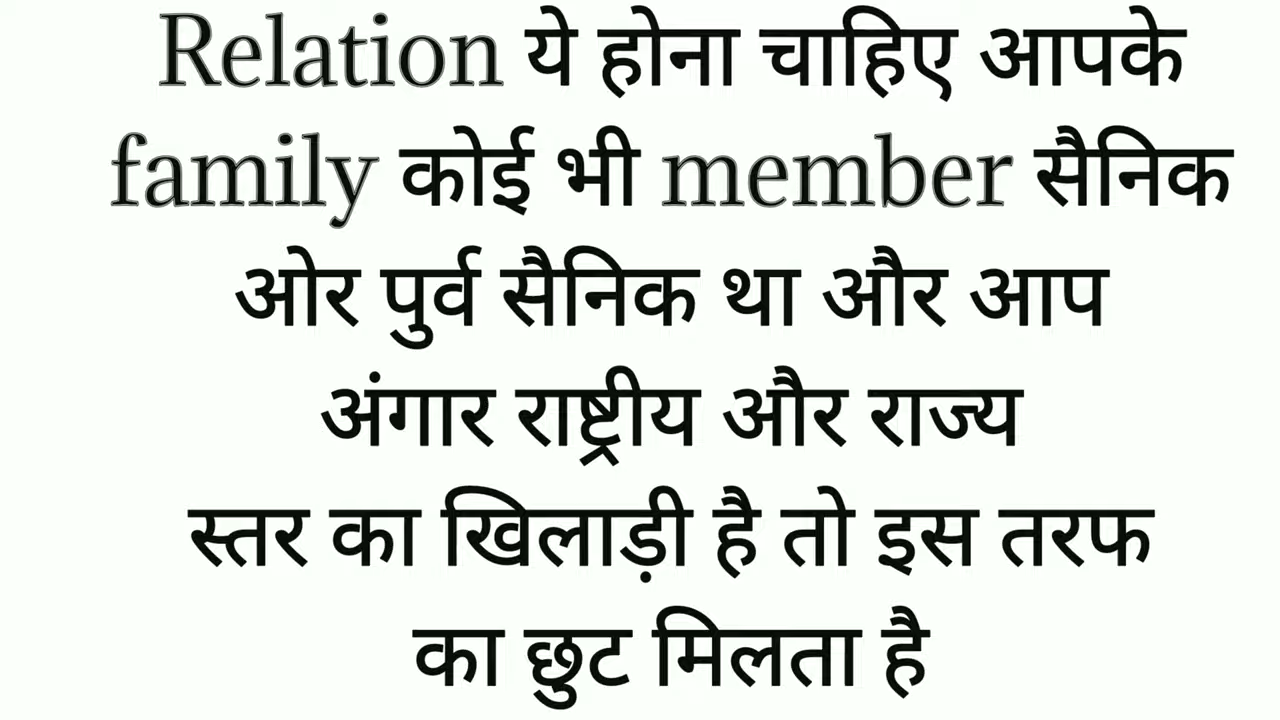 Relation ये होना चाहिए आपके
family कोई भी member सैनिक
ओर पुर्व सैनिक था और आप
अंगार राष्ट्रीय और राज्य
स्तर का खिलाड़ी है तो इस तरफ
का छुट मिलता है